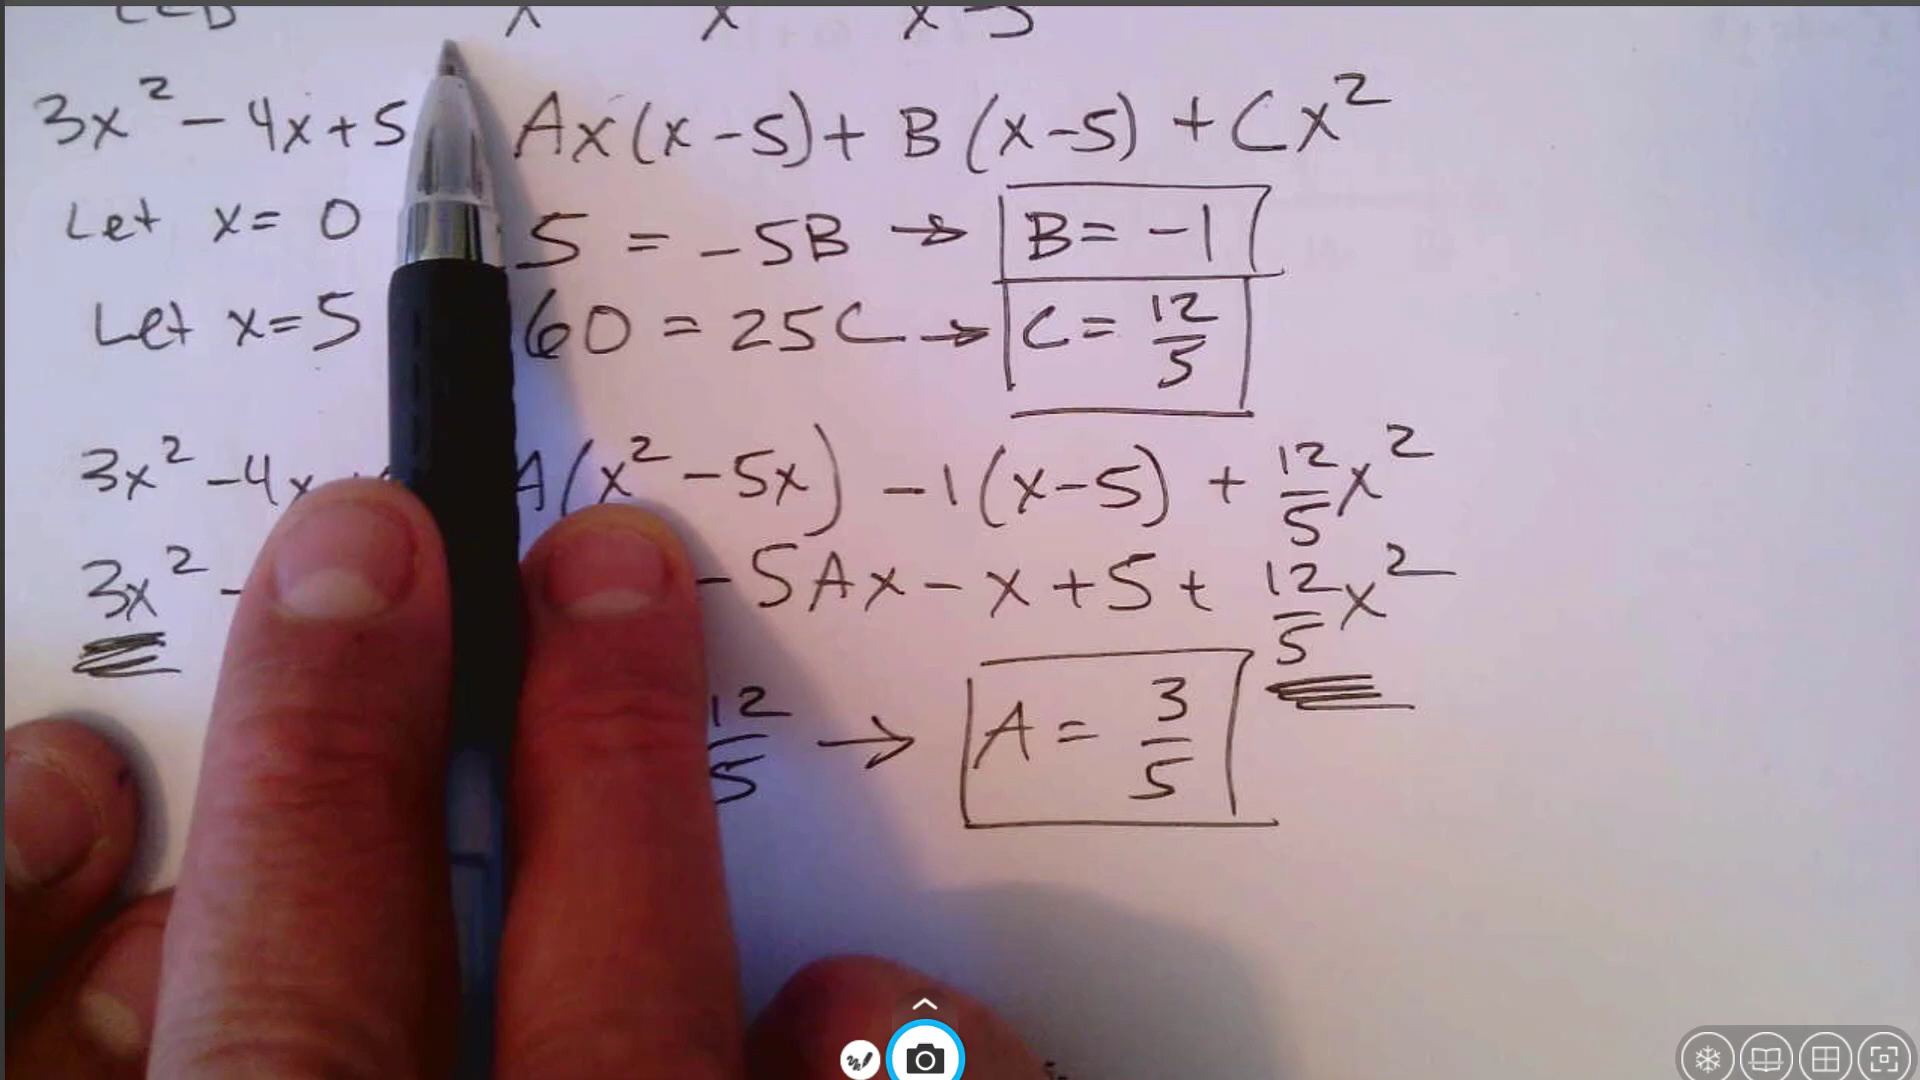 3x² - 4x + 5 Ax(x - 5) + B(x - 5) + Cx²
Let x = 0 5 = -5B → B = -1
Let x = 5 60 = 25C → C = 12/5
3x² - 4x A(x² - 5x) - 1(x - 5) + 12/5 x²
3x² - - 5Ax - x + 5 + 12/5 x²
12/5 → A = 3/5